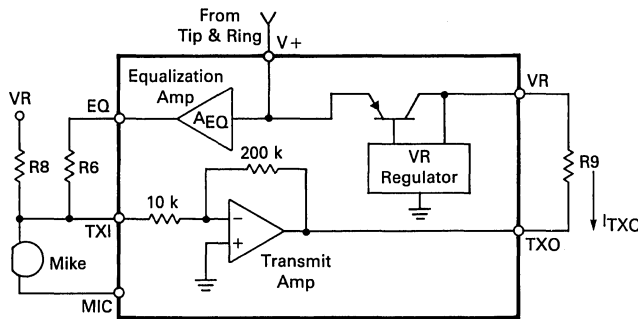 From
Tip & Ring
V+
Equalization
Amp
VR
EQ
AEQ
VR
R8
R6
200 k
VR
Regulator
R9
10 k
ITXO
TXI
−
+
Mike
Transmit
Amp
TXO
MIC